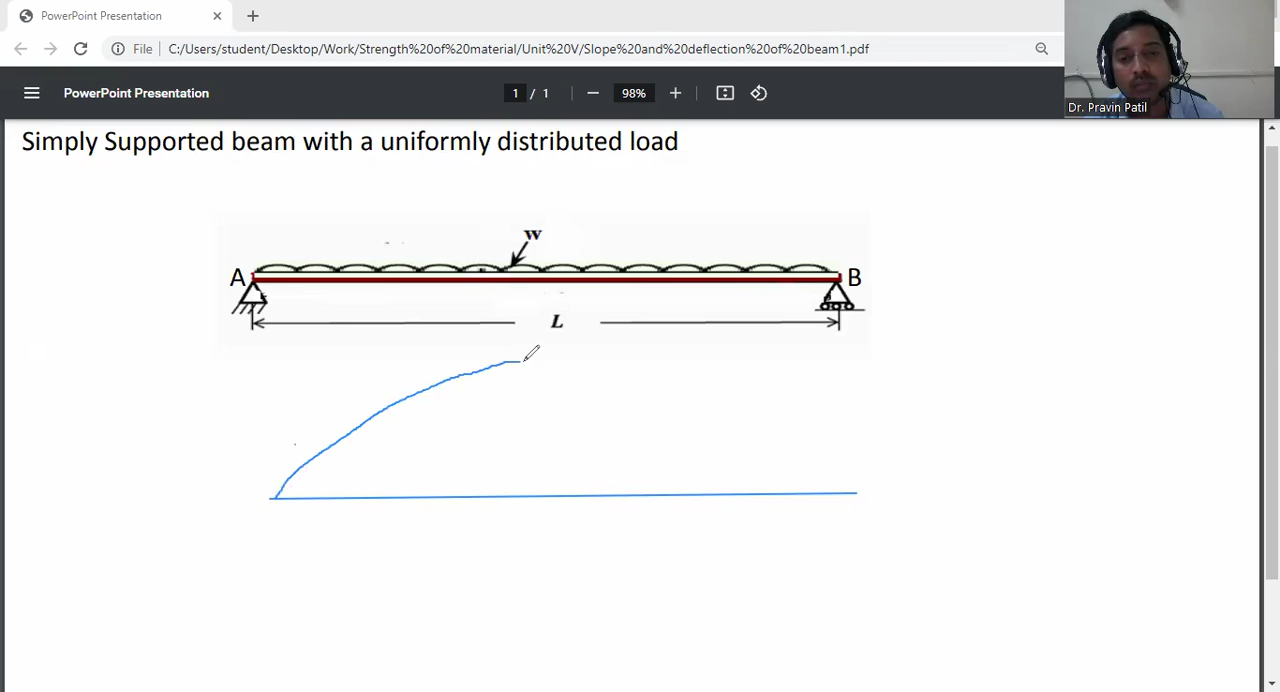 PowerPoint Presentation
File C:/Users/student/Desktop/Work/Strength%20of%20material/Unit%20V/Slope%20and%20deflection%20of%20beam1.pdf
PowerPoint Presentation
1 / 1
98%
Dr. Pravin Patil
Simply Supported beam with a uniformly distributed load
w
A
B
L